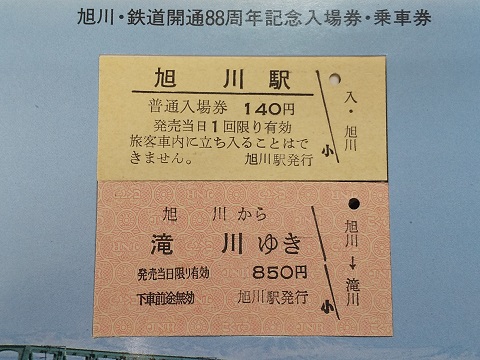 旭川・鉄道開通88周年記念入場券・乗車券
旭川駅
普通入場券 140円
発売当日1回限り有効
旅客車内に立ち入ることはで
きません。 旭川駅発行
小
入・旭川
旭川から
滝川ゆき
発売当日限り有効 850円
下車前途無効 旭川駅発行
小
旭川→滝川